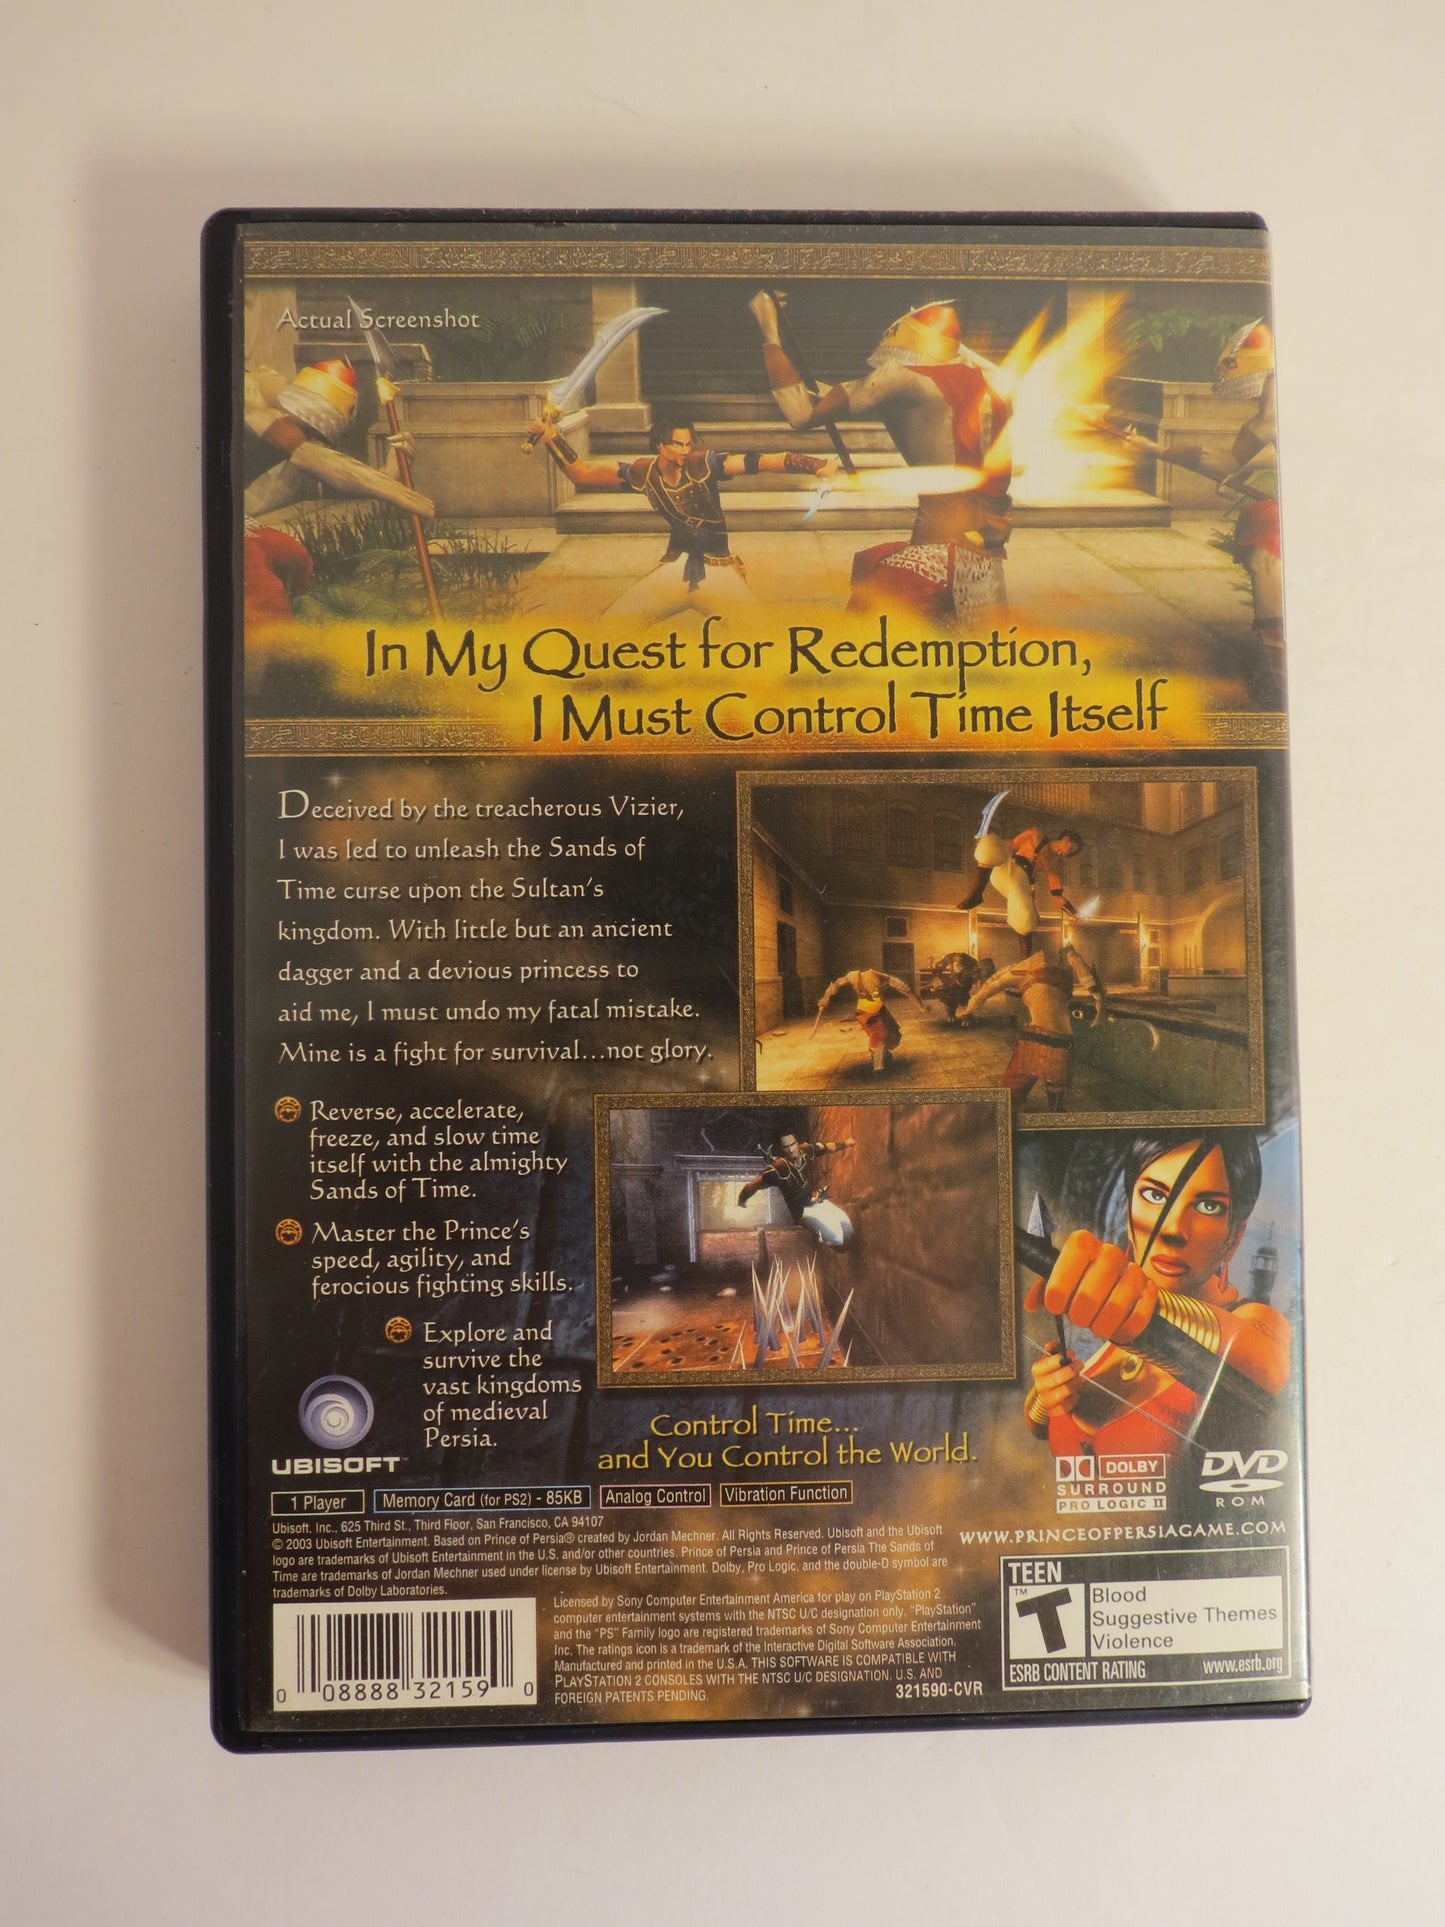 Actual Screenshot
In My Quest for Redemption,
I Must Control Time Itself
Deceived by the treacherous Vizier,
I was led to unleash the Sands of
Time curse upon the Sultan's
kingdom. With little but an ancient
dagger and a devious princess to
aid me, I must undo my fatal mistake.
Mine is a fight for survival...not glory.
Reverse, accelerate,
freeze, and slow time
itself with the almighty
Sands of Time.
Master the Prince's
speed, agility, and
ferocious fighting skills.
Explore and
survive the
vast kingdoms
of medieval
Persia.
Control Time...
and You Control the World.
UBISOFT™
DOLBY
SURROUND
PRO LOGIC II
DVD
ROM
1 Player
Memory Card (for PS2) - 85KB
Analog Control
Vibration Function
WWW.PRINCEOFPERSIAGAME.COM
Ubisoft, Inc., 625 Third St., Third Floor, San Francisco, CA 94107
© 2003 Ubisoft Entertainment. Based on Prince of Persia® created by Jordan Mechner. All Rights Reserved. Ubisoft and the Ubisoft
logo are trademarks of Ubisoft Entertainment in the U.S. and/or other countries. Prince of Persia and Prince of Persia The Sands of
Time are trademarks of Jordan Mechner used under license by Ubisoft Entertainment. Dolby, Pro Logic, and the double-D symbol are
trademarks of Dolby Laboratories.
Licensed by Sony Computer Entertainment America for play on PlayStation 2
computer entertainment systems with the NTSC U/C designation only. "PlayStation"
and the "PS" Family logo are registered trademarks of Sony Computer Entertainment
Inc. The ratings icon is a trademark of the Interactive Digital Software Association.
Manufactured and printed in the U.S.A. THIS SOFTWARE IS COMPATIBLE WITH
PLAYSTATION 2 CONSOLES WITH THE NTSC U/C DESIGNATION. U.S. AND
FOREIGN PATENTS PENDING.
321590-CVR
0 08888 32159 0
TEEN
T™
Blood
Suggestive Themes
Violence
ESRB CONTENT RATING
www.esrb.org